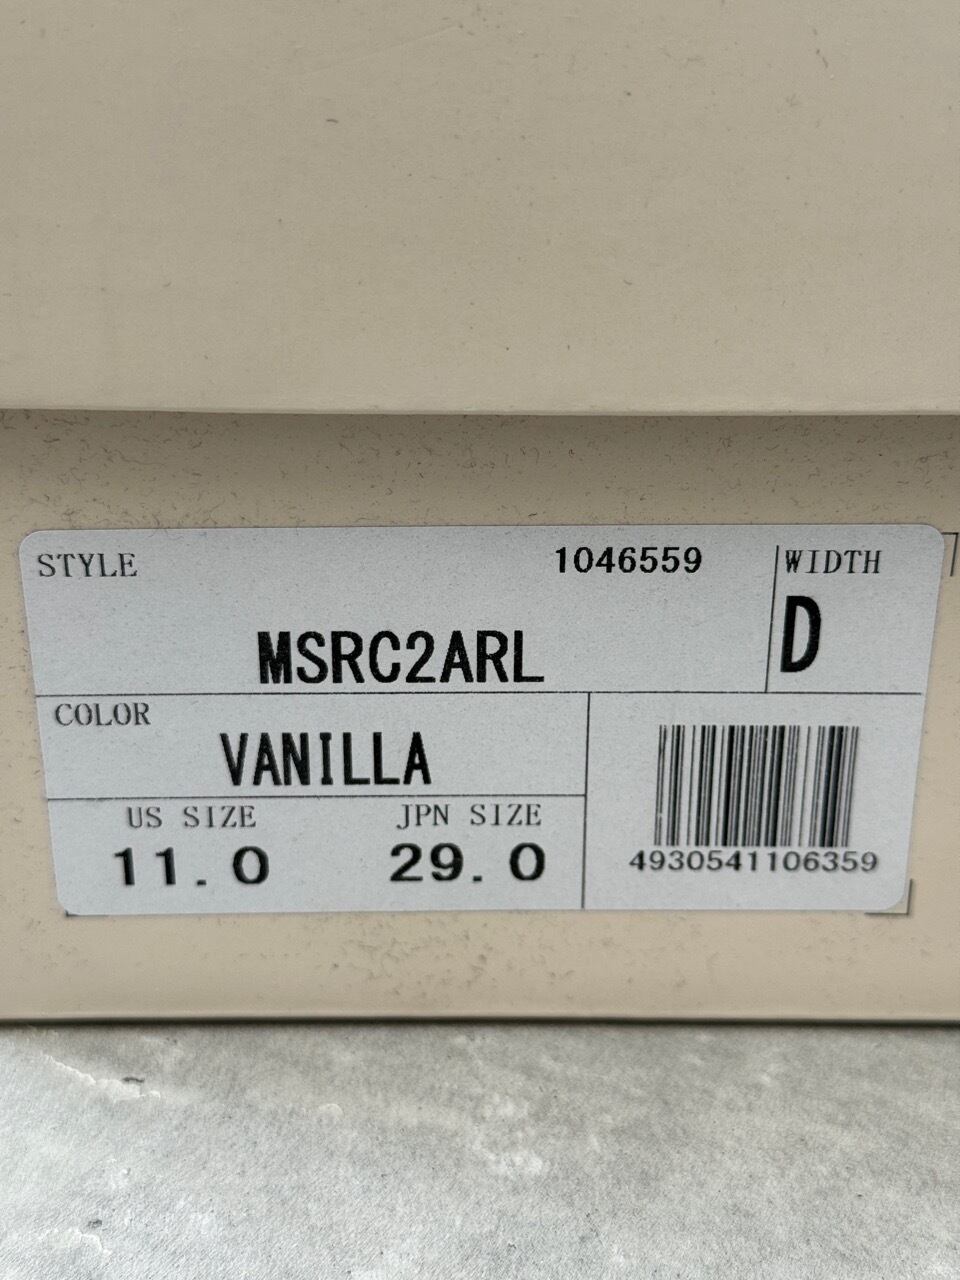 STYLE 1046559 WIDTH
MSRC2ARL D
COLOR
VANILLA
US SIZE JPN SIZE
11.0 29.0
4930541106359